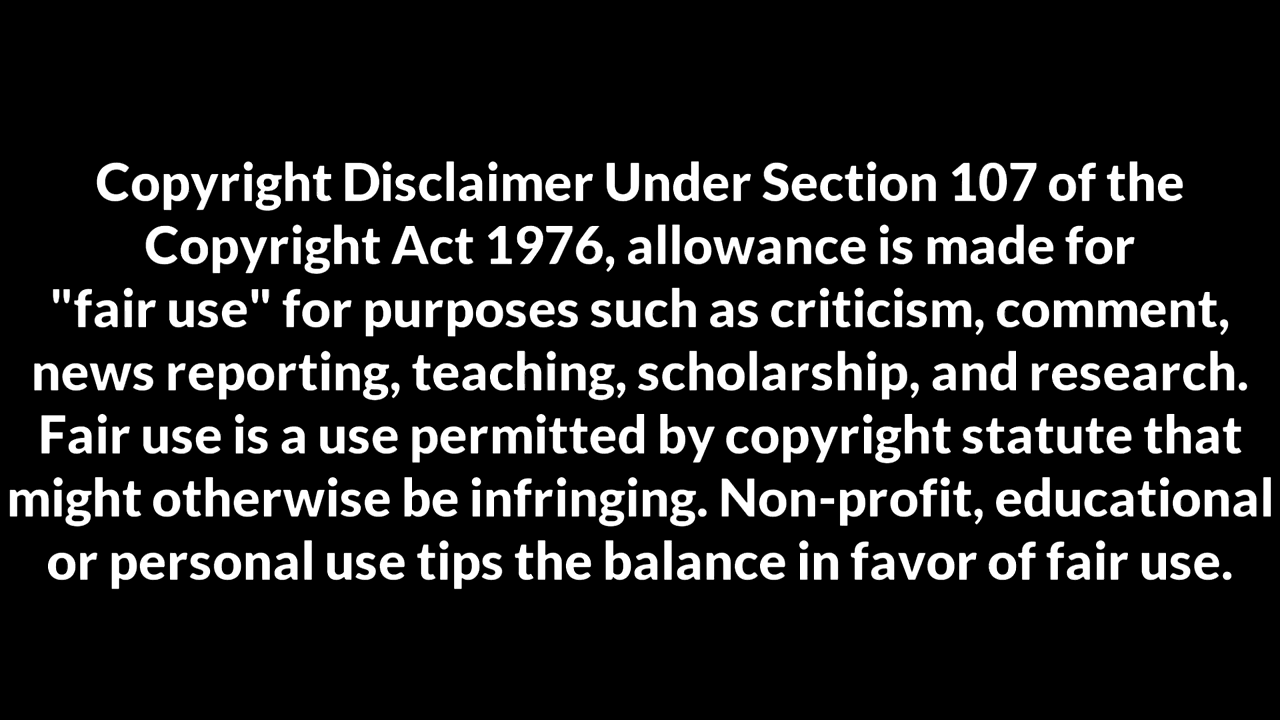 Copyright Disclaimer Under Section 107 of the
Copyright Act 1976, allowance is made for
"fair use" for purposes such as criticism, comment,
news reporting, teaching, scholarship, and research.
Fair use is a use permitted by copyright statute that
might otherwise be infringing. Non-profit, educational
or personal use tips the balance in favor of fair use.